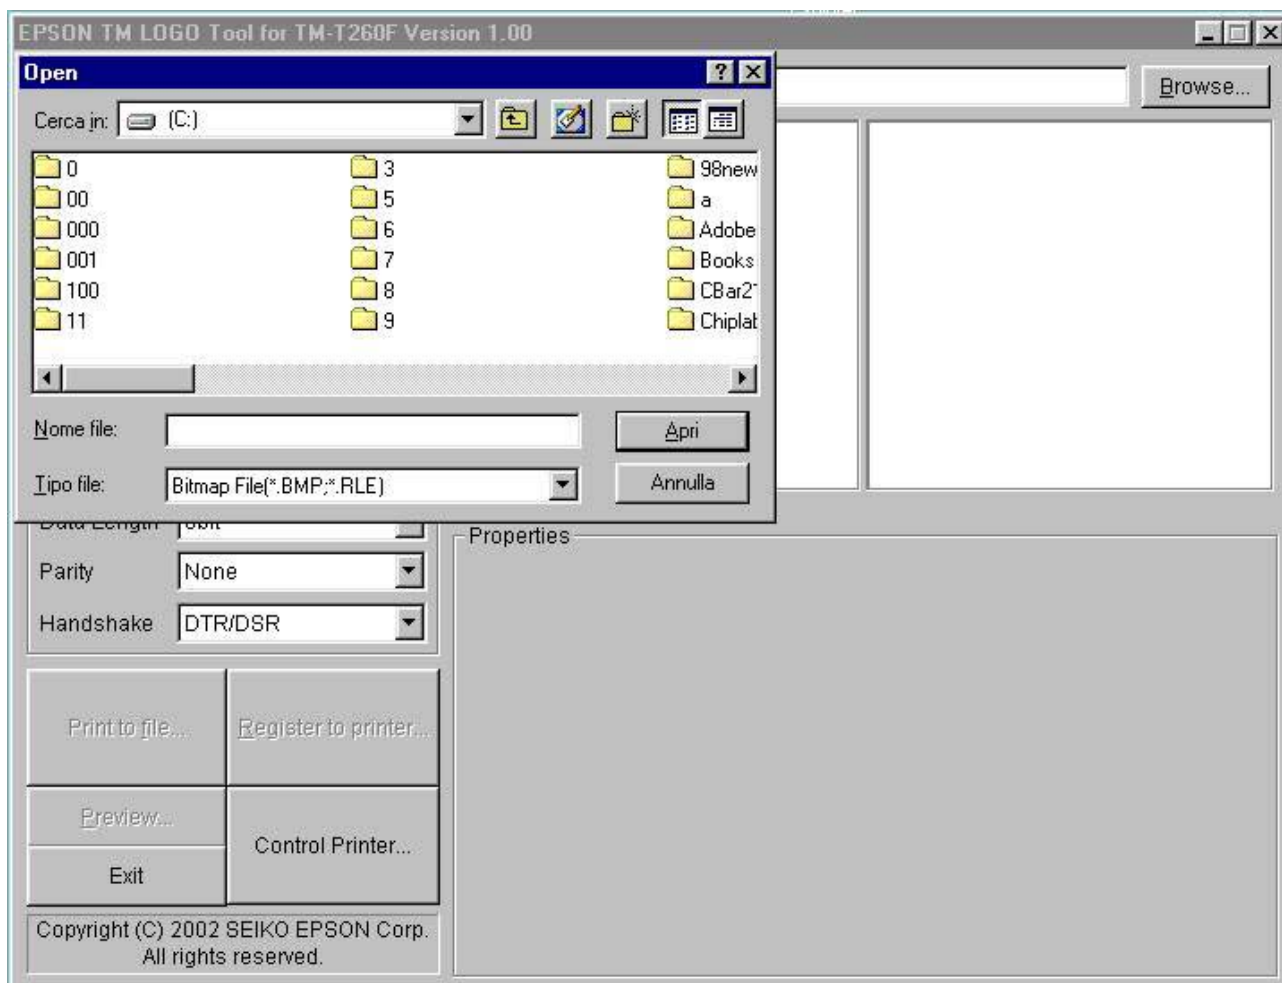 EPSON TM LOGO Tool for TM-T260F Version 1.00
Open
Browse...
Cerca in: (C:)
0 3 98new
00 5 a
000 6 Adobe
001 7 Books
100 8 CBar2
11 9 Chiplat
Nome file: Apri
Tipo file: Bitmap File(*.BMP;*.RLE) Annulla
Data Length 8bit
Properties
Parity None
Handshake DTR/DSR
Print to file... Register to printer...
Preview...
Control Printer...
Exit
Copyright (C) 2002 SEIKO EPSON Corp.
All rights reserved.